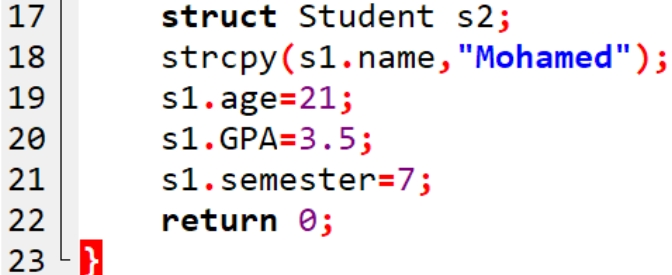 17 struct Student s2;
18 strcpy(s1.name,"Mohamed");
19 s1.age=21;
20 s1.GPA=3.5;
21 s1.semester=7;
22 return 0;
23 }